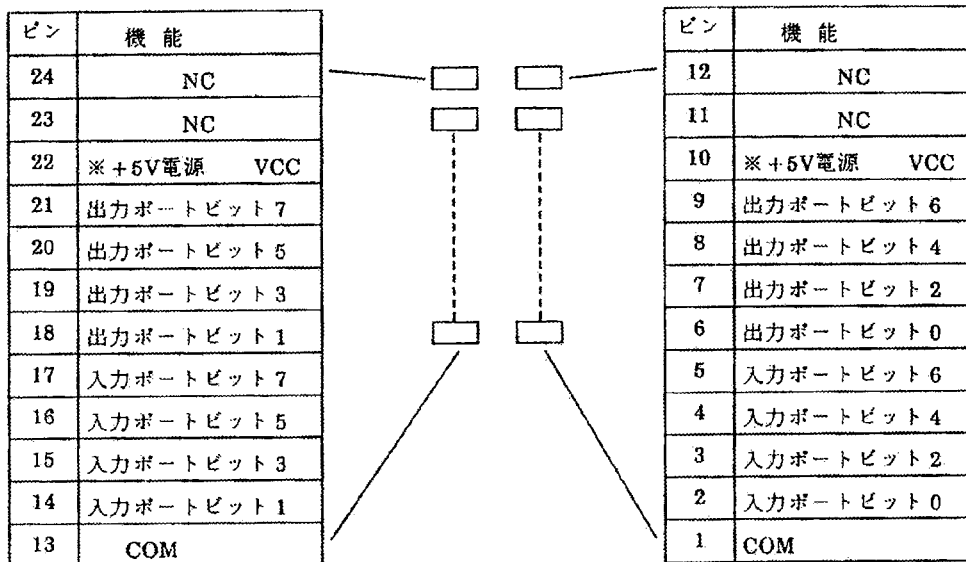 ピン 機能
24 NC
23 NC
22 ※+5V電源 VCC
21 出力ポートビット7
20 出力ポートビット5
19 出力ポートビット3
18 出力ポートビット1
17 入力ポートビット7
16 入力ポートビット5
15 入力ポートビット3
14 入力ポートビット1
13 COM
ピン 機能
12 NC
11 NC
10 ※+5V電源 VCC
9 出力ポートビット6
8 出力ポートビット4
7 出力ポートビット2
6 出力ポートビット0
5 入力ポートビット6
4 入力ポートビット4
3 入力ポートビット2
2 入力ポートビット0
1 COM